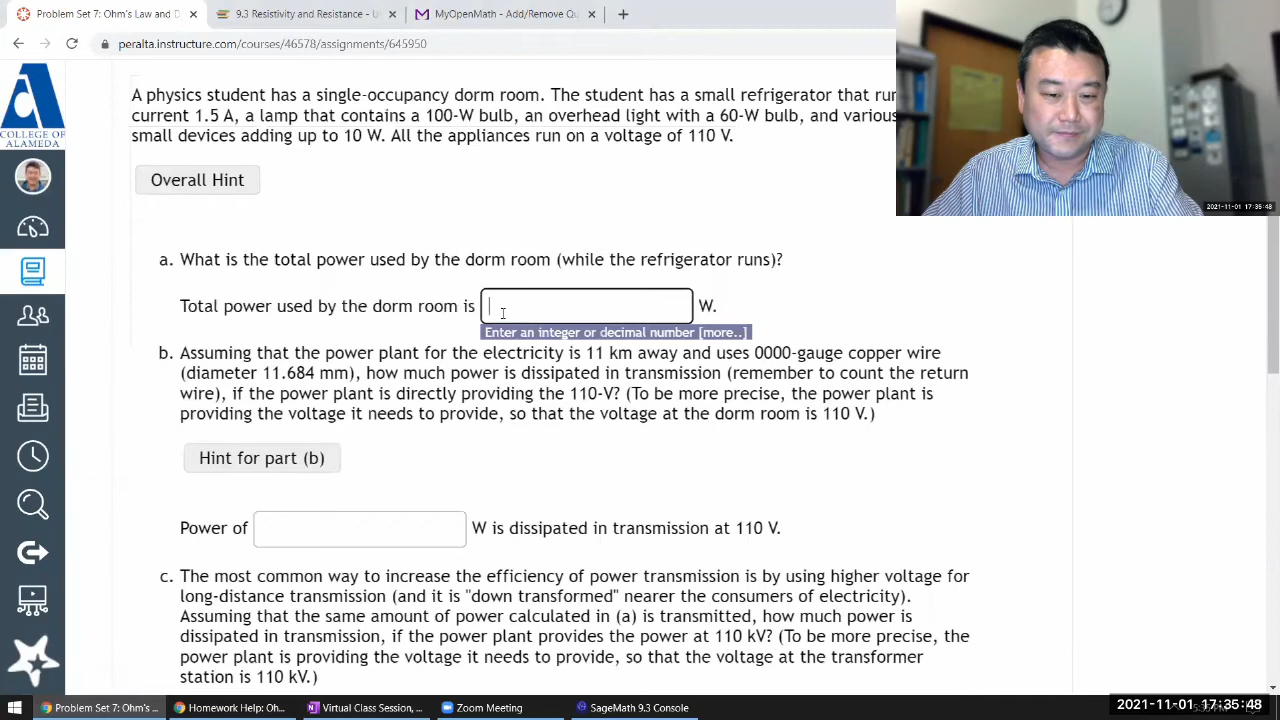 Problem Set 7: Ohm's Law and D
9.3 Resistivity and Resistance - U
MyOpenMath - Add/Remove Qu
peralta.instructure.com/courses/46578/assignments/645950
COLLEGE OF
ALAMEDA
A physics student has a single-occupancy dorm room. The student has a small refrigerator that run
current 1.5 A, a lamp that contains a 100-W bulb, an overhead light with a 60-W bulb, and various
small devices adding up to 10 W. All the appliances run on a voltage of 110 V.
Overall Hint
2021-11-01 17:35:48
a. What is the total power used by the dorm room (while the refrigerator runs)?
Total power used by the dorm room is W.
Enter an integer or decimal number [more..]
b. Assuming that the power plant for the electricity is 11 km away and uses 0000-gauge copper wire
(diameter 11.684 mm), how much power is dissipated in transmission (remember to count the return
wire), if the power plant is directly providing the 110-V? (To be more precise, the power plant is
providing the voltage it needs to provide, so that the voltage at the dorm room is 110 V.)
Hint for part (b)
Power of W is dissipated in transmission at 110 V.
c. The most common way to increase the efficiency of power transmission is by using higher voltage for
long-distance transmission (and it is "down transformed" nearer the consumers of electricity).
Assuming that the same amount of power calculated in (a) is transmitted, how much power is
dissipated in transmission, if the power plant provides the power at 110 kV? (To be more precise, the
power plant is providing the voltage it needs to provide, so that the voltage at the transformer
station is 110 kV.)
Problem Set 7: Ohm's...
Homework Help: Oh...
Virtual Class Session, ...
Zoom Meeting
SageMath 9.3 Console
2021-11-01 17:35:48